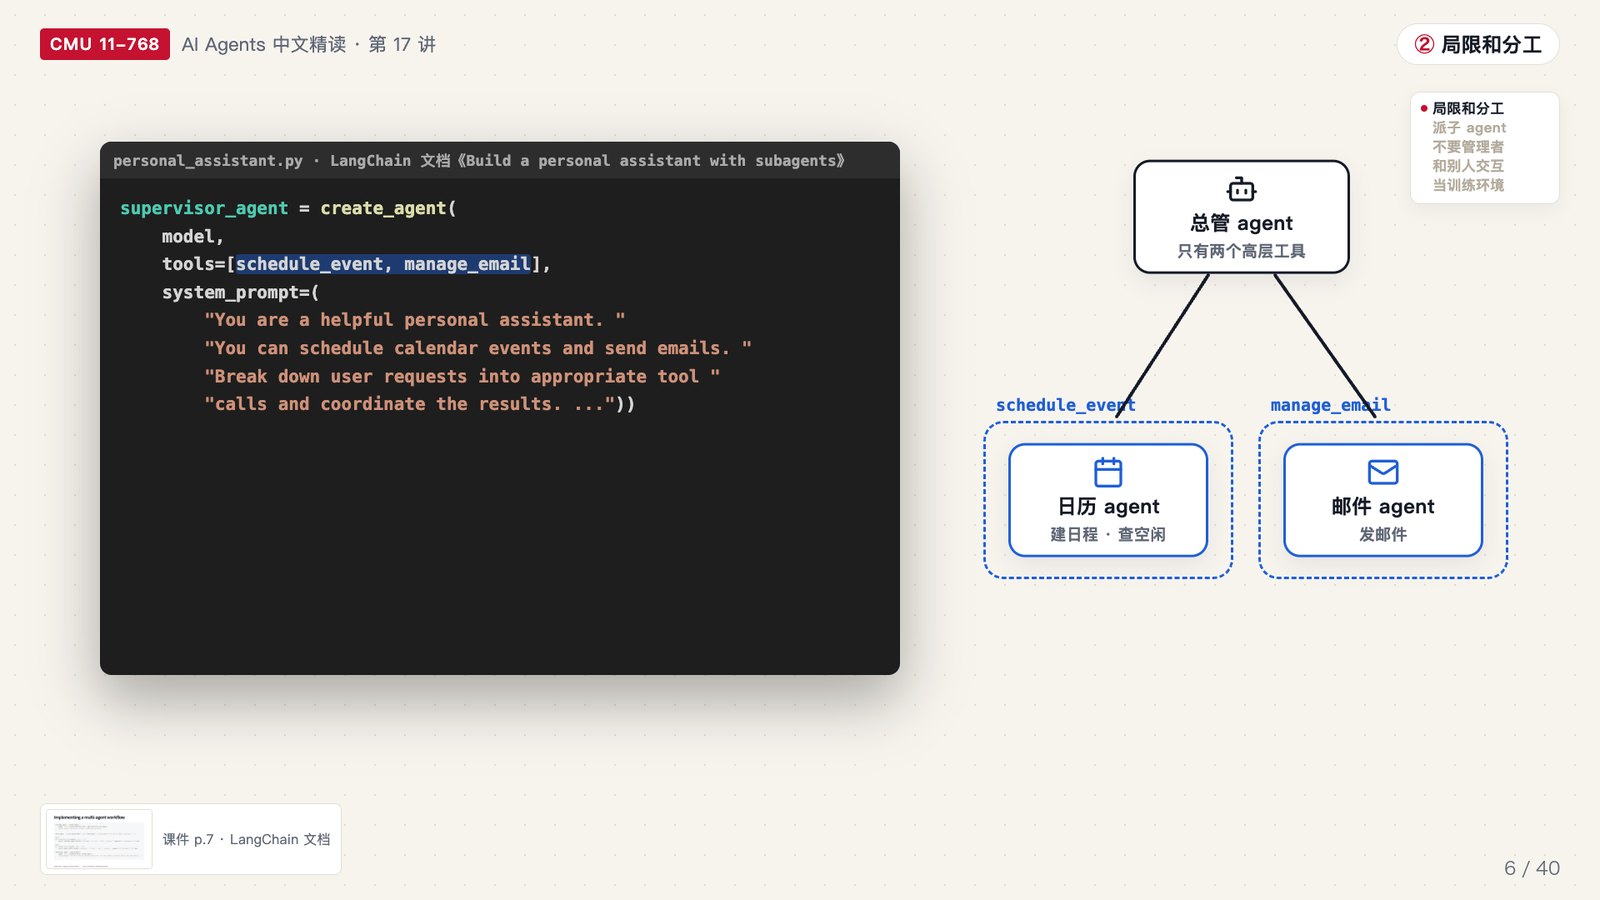 CMU 11-768 AI Agents 中文精读 · 第 17 讲
② 局限和分工
局限和分工
派子 agent
不要管理者
和别人交互
当训练环境
personal_assistant.py · LangChain 文档《Build a personal assistant with subagents》
supervisor_agent = create_agent(
    model,
    tools=[schedule_event, manage_email],
    system_prompt=(
        "You are a helpful personal assistant. "
        "You can schedule calendar events and send emails. "
        "Break down user requests into appropriate tool "
        "calls and coordinate the results. ..."))
总管 agent
只有两个高层工具
schedule_event
manage_email
日历 agent
建日程 · 查空闲
邮件 agent
发邮件
Implementing a multi-agent workflow
课件 p.7 · LangChain 文档
6 / 40